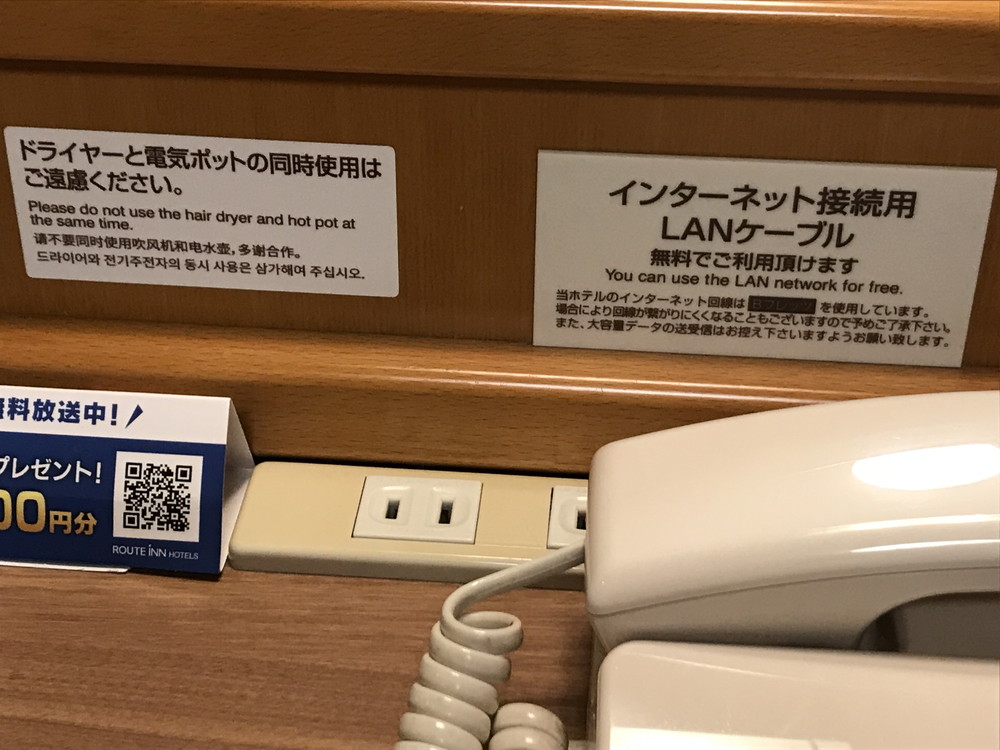 ドライヤーと電気ポットの同時使用は
ご遠慮ください。
Please do not use the hair dryer and hot pot at
the same time.
请不要同时使用吹风机和电水壶,多谢合作。
드라이어와 전기주전자의 동시 사용은 삼가해여 주십시오.
インターネット接続用
LANケーブル
無料でご利用頂けます
You can use the LAN network for free.
当ホテルのインターネット回線は Bフレッツ を使用しています。
場合により回線が繋がりにくくなることもございますので予めご了承下さい。
また、大容量データの送受信はお控え下さいますようお願い致します。
料放送中!
プレゼント!
00円分
ROUTE INN HOTELS